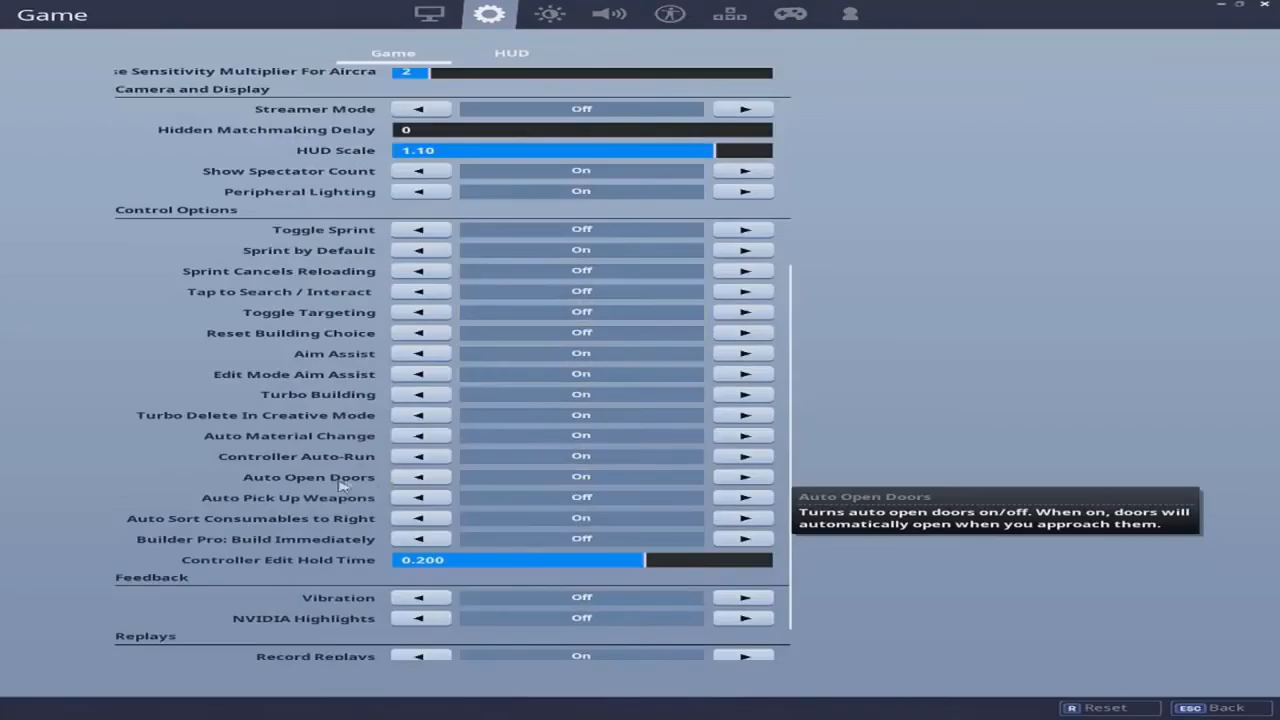 Game
Game HUD
se Sensitivity Multiplier For Aircra 2
Camera and Display
Streamer Mode Off
Hidden Matchmaking Delay 0
HUD Scale 1.10
Show Spectator Count On
Peripheral Lighting On
Control Options
Toggle Sprint Off
Sprint by Default On
Sprint Cancels Reloading Off
Tap to Search / Interact Off
Toggle Targeting Off
Reset Building Choice Off
Aim Assist On
Edit Mode Aim Assist On
Turbo Building On
Turbo Delete In Creative Mode On
Auto Material Change On
Controller Auto-Run On
Auto Open Doors On
Auto Pick Up Weapons Off
Auto Sort Consumables to Right On
Builder Pro: Build Immediately Off
Controller Edit Hold Time 0.200
Feedback
Vibration Off
NVIDIA Highlights Off
Replays
Record Replays On
Auto Open Doors
Turns auto open doors on/off. When on, doors will
automatically open when you approach them.
R Reset ESC Back